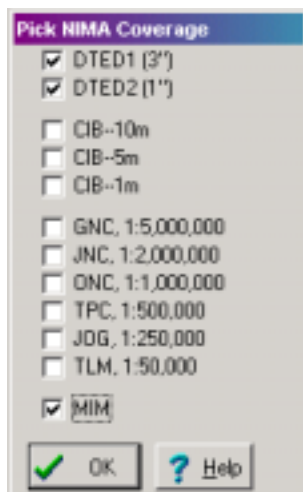 Pick NIMA Coverage
DTED1 (3")
DTED2 (1")
CIB--10m
CIB--5m
CIB--1m
GNC, 1:5,000,000
JNC, 1:2,000,000
ONC, 1:1,000,000
TPC, 1:500,000
JOG, 1:250,000
TLM, 1:50,000
MIM
OK
? Help